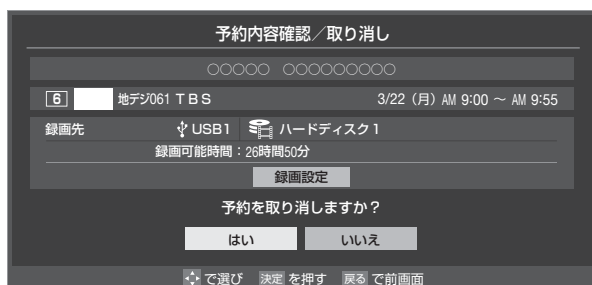 予約内容確認／取り消し
○○○○○ ○○○○○○○○○
6 地デジ061 TBS 3/22（月）AM 9:00 ～ AM 9:55
録画先 USB1 ハードディスク1
録画可能時間：26時間50分
録画設定
予約を取り消しますか？
はい いいえ
で選び 決定 を押す 戻る で前画面